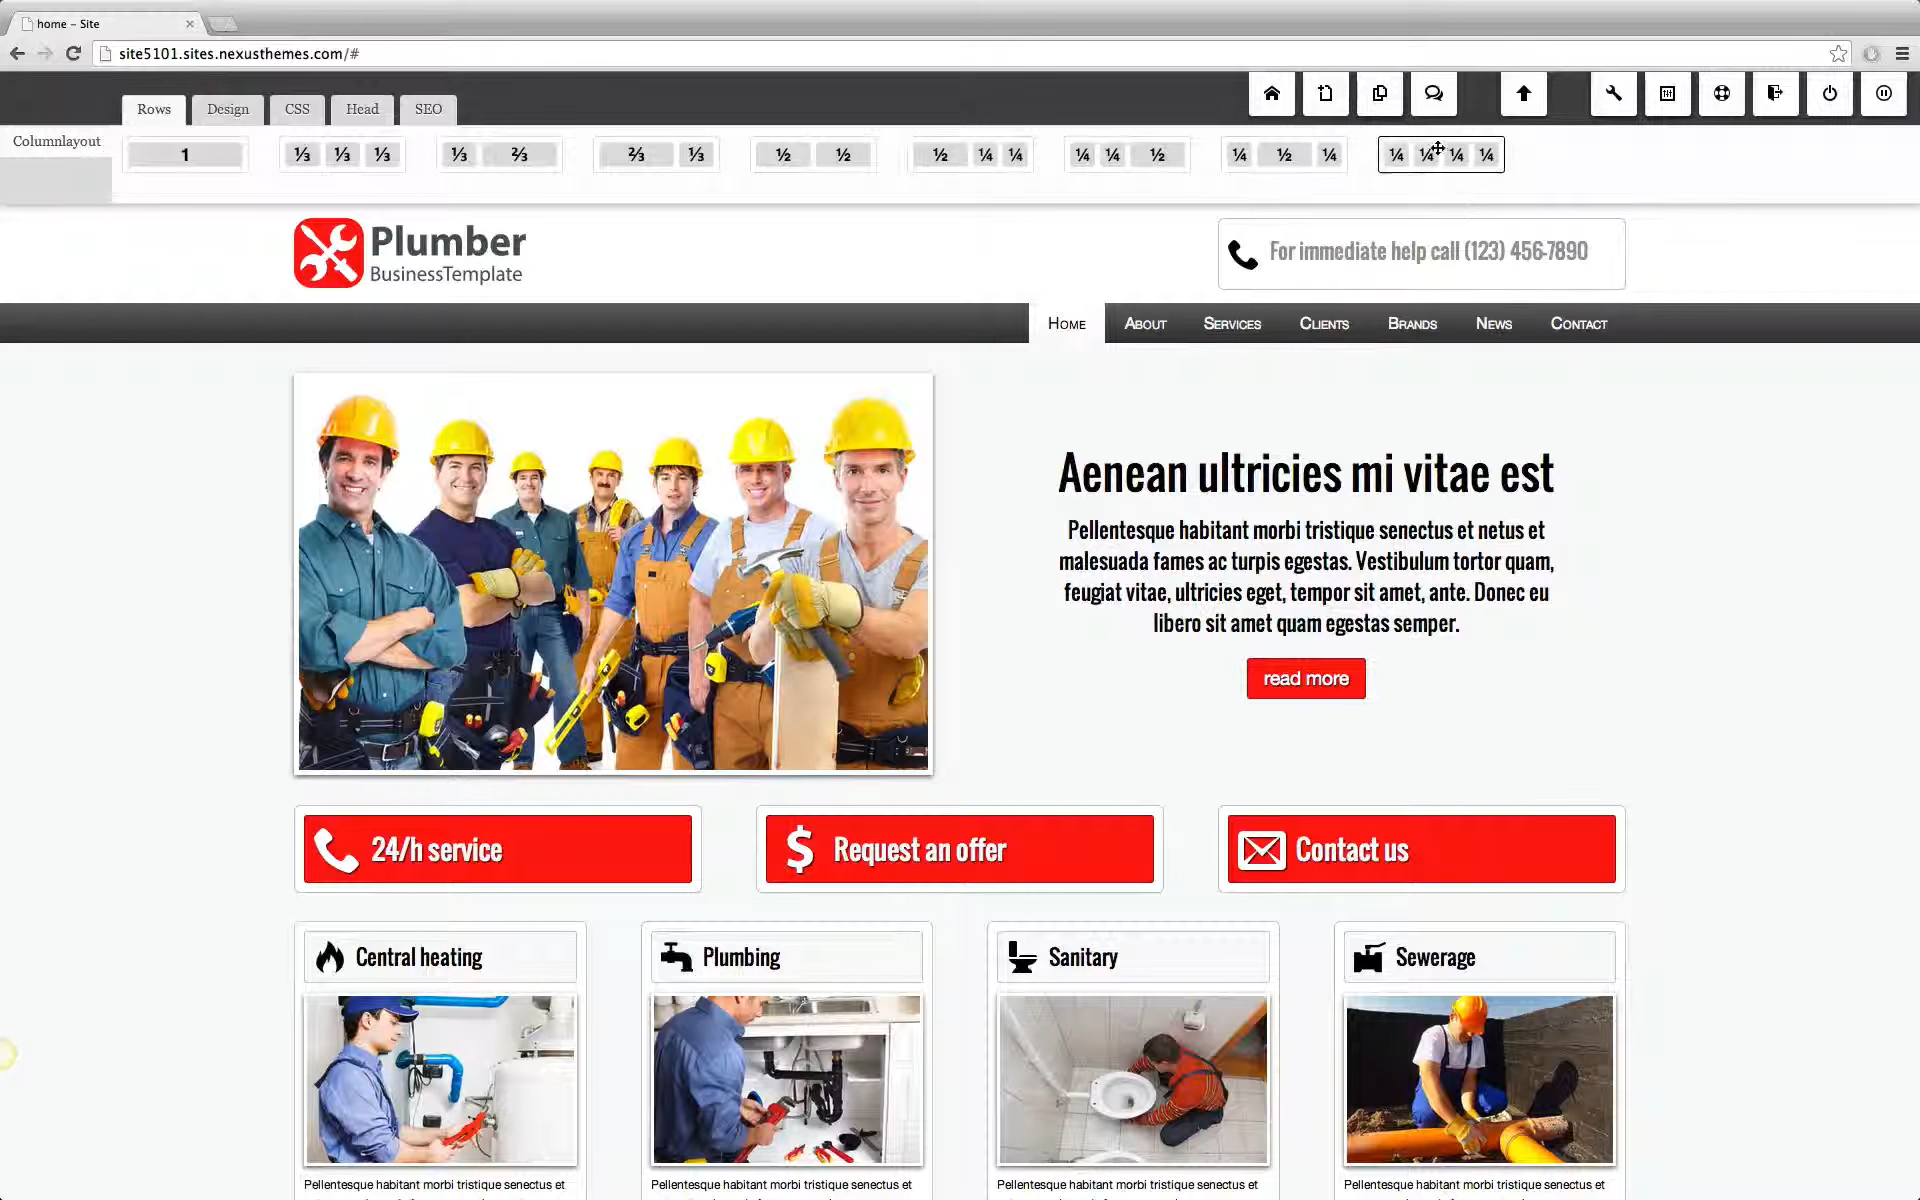 home – Site
site5101.sites.nexusthemes.com/#
Rows Design CSS Head SEO
Columnlayout
1 ⅓ ⅓ ⅓ ⅓ ⅔ ⅔ ⅓ ½ ½ ½ ¼ ¼ ¼ ¼ ½ ¼ ½ ¼ ¼ ¼ ¼ ¼
Plumber
BusinessTemplate
For immediate help call (123) 456-7890
Home About Services Clients Brands News Contact
Aenean ultricies mi vitae est
Pellentesque habitant morbi tristique senectus et netus et
malesuada fames ac turpis egestas. Vestibulum tortor quam,
feugiat vitae, ultricies eget, tempor sit amet, ante. Donec eu
libero sit amet quam egestas semper.
read more
24/h service
Request an offer
Contact us
Central heating
Plumbing
Sanitary
Sewerage
Pellentesque habitant morbi tristique senectus et
Pellentesque habitant morbi tristique senectus et
Pellentesque habitant morbi tristique senectus et
Pellentesque habitant morbi tristique senectus et